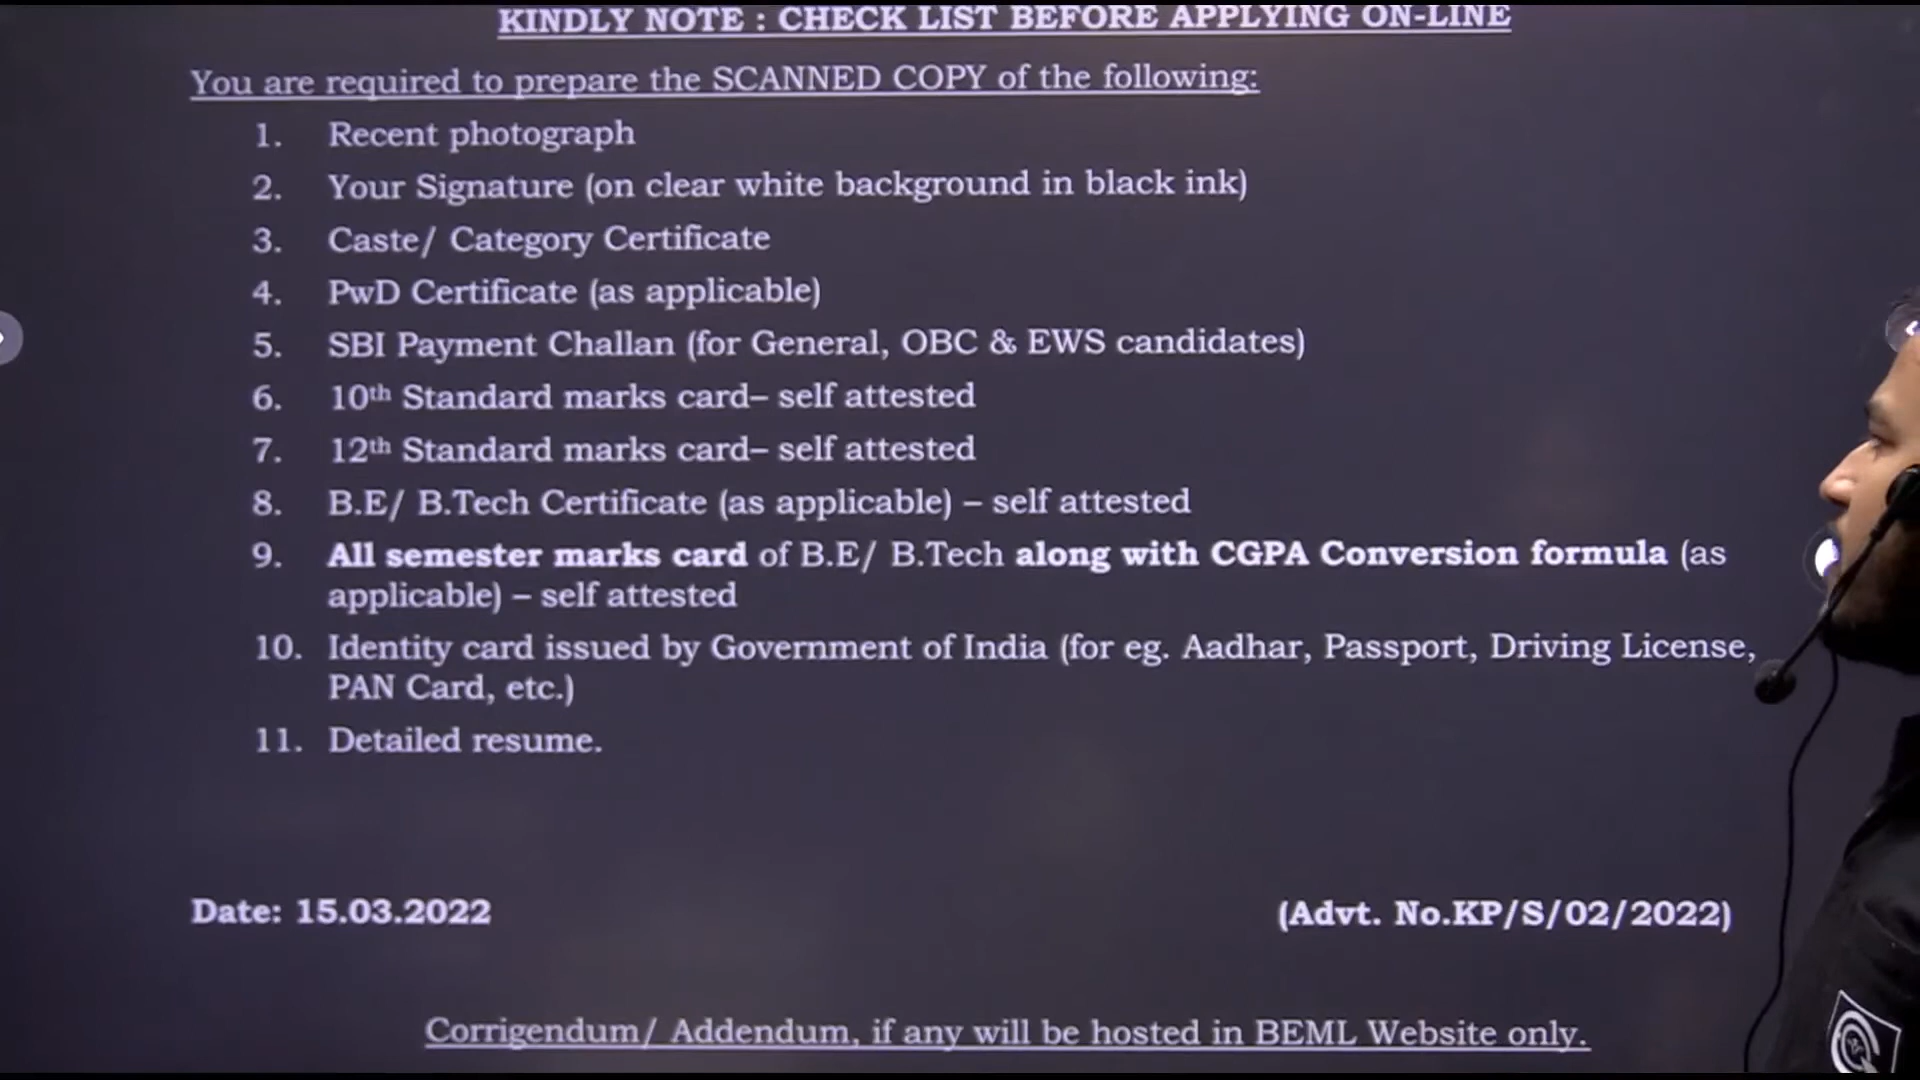 KINDLY NOTE : CHECK LIST BEFORE APPLYING ON-LINE
You are required to prepare the SCANNED COPY of the following:
1. Recent photograph
2. Your Signature (on clear white background in black ink)
3. Caste/ Category Certificate
4. PwD Certificate (as applicable)
5. SBI Payment Challan (for General, OBC & EWS candidates)
6. 10th Standard marks card– self attested
7. 12th Standard marks card– self attested
8. B.E/ B.Tech Certificate (as applicable) – self attested
9. All semester marks card of B.E/ B.Tech along with CGPA Conversion formula (as
applicable) – self attested
10. Identity card issued by Government of India (for eg. Aadhar, Passport, Driving License,
PAN Card, etc.)
11. Detailed resume.
Date: 15.03.2022 (Advt. No.KP/S/02/2022)
Corrigendum/ Addendum, if any will be hosted in BEML Website only.